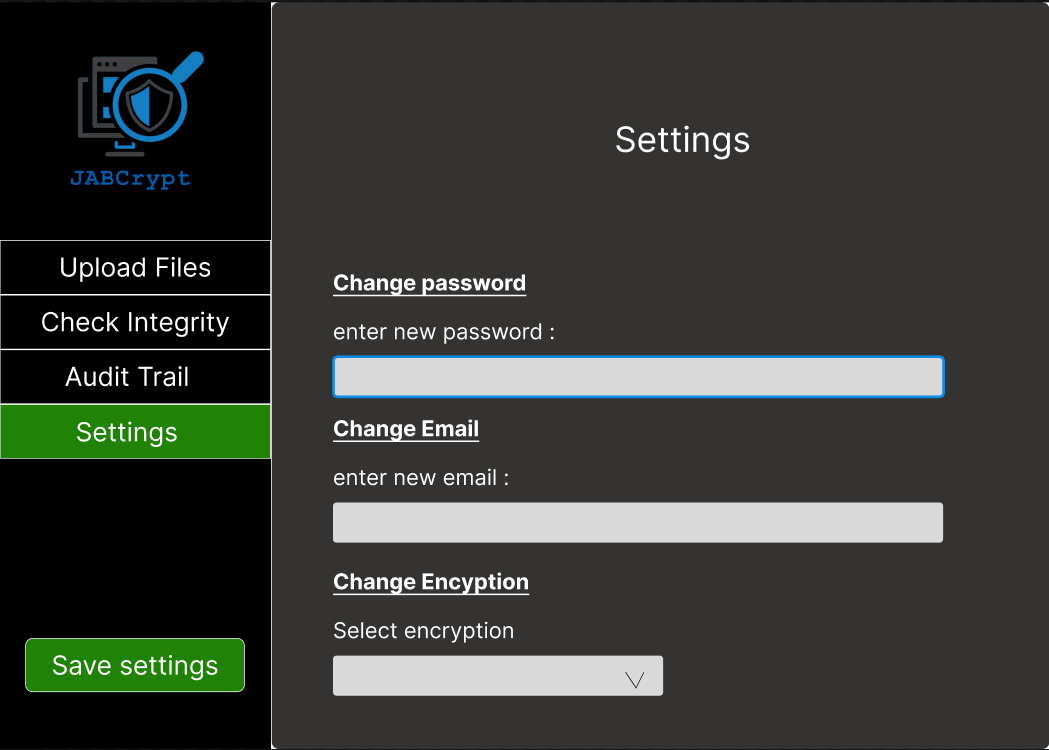 JABCrypt
Upload Files
Check Integrity
Audit Trail
Settings
Save settings
Settings
Change password
enter new password :
Change Email
enter new email :
Change Encyption
Select encryption